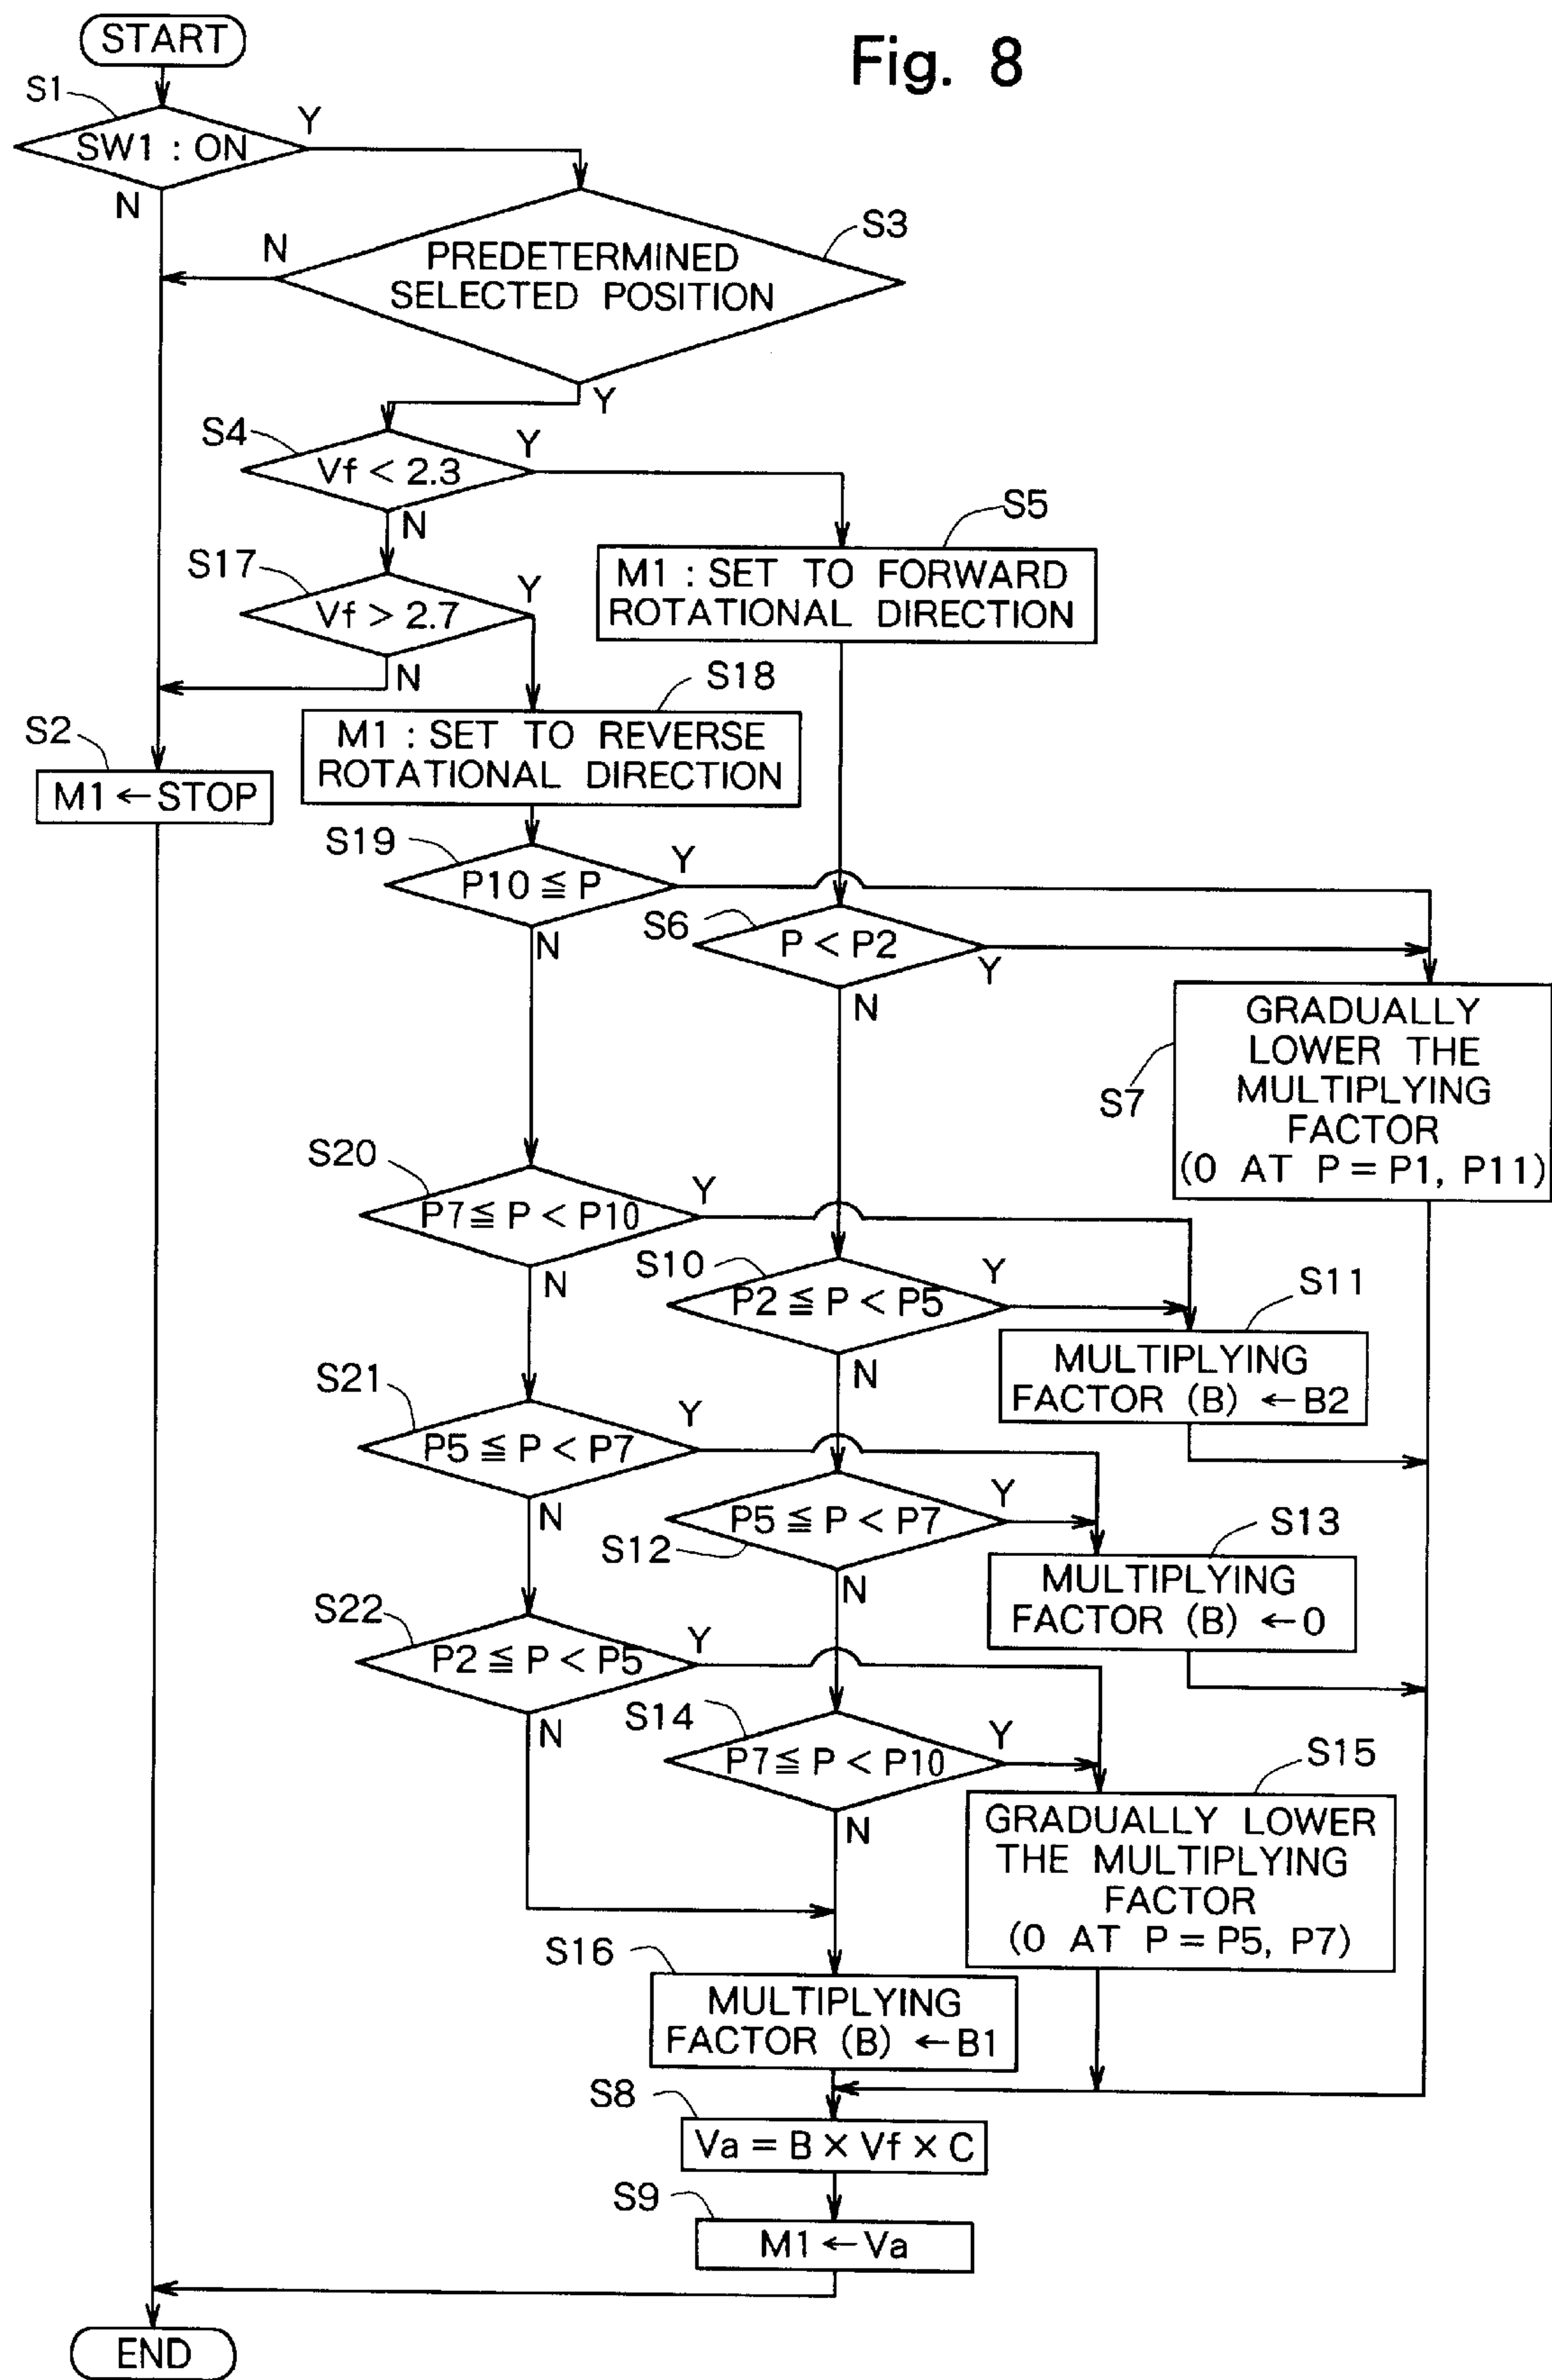 Fig. 8
START
S1
SW1 : ON
Y
N
S3
N
PREDETERMINED
SELECTED POSITION
Y
S4
Vf < 2.3
Y
N
S5
M1 : SET TO FORWARD
ROTATIONAL DIRECTION
S17
Vf > 2.7
Y
N
S18
M1 : SET TO REVERSE
ROTATIONAL DIRECTION
S2
M1 ← STOP
S19
P10 ≦ P
Y
N
S6
P < P2
Y
N
GRADUALLY
LOWER THE
MULTIPLYING
FACTOR
(0 AT P = P1, P11)
S7
S20
P7 ≦ P < P10
Y
N
S10
P2 ≦ P < P5
Y
N
S11
MULTIPLYING
FACTOR (B) ← B2
S21
P5 ≦ P < P7
Y
N
S12
P5 ≦ P < P7
Y
N
S13
MULTIPLYING
FACTOR (B) ← 0
S22
P2 ≦ P < P5
Y
N
S14
P7 ≦ P < P10
Y
N
S15
GRADUALLY LOWER
THE MULTIPLYING
FACTOR
(0 AT P = P5, P7)
S16
MULTIPLYING
FACTOR (B) ← B1
S8
Va = B × Vf × C
S9
M1 ← Va
END